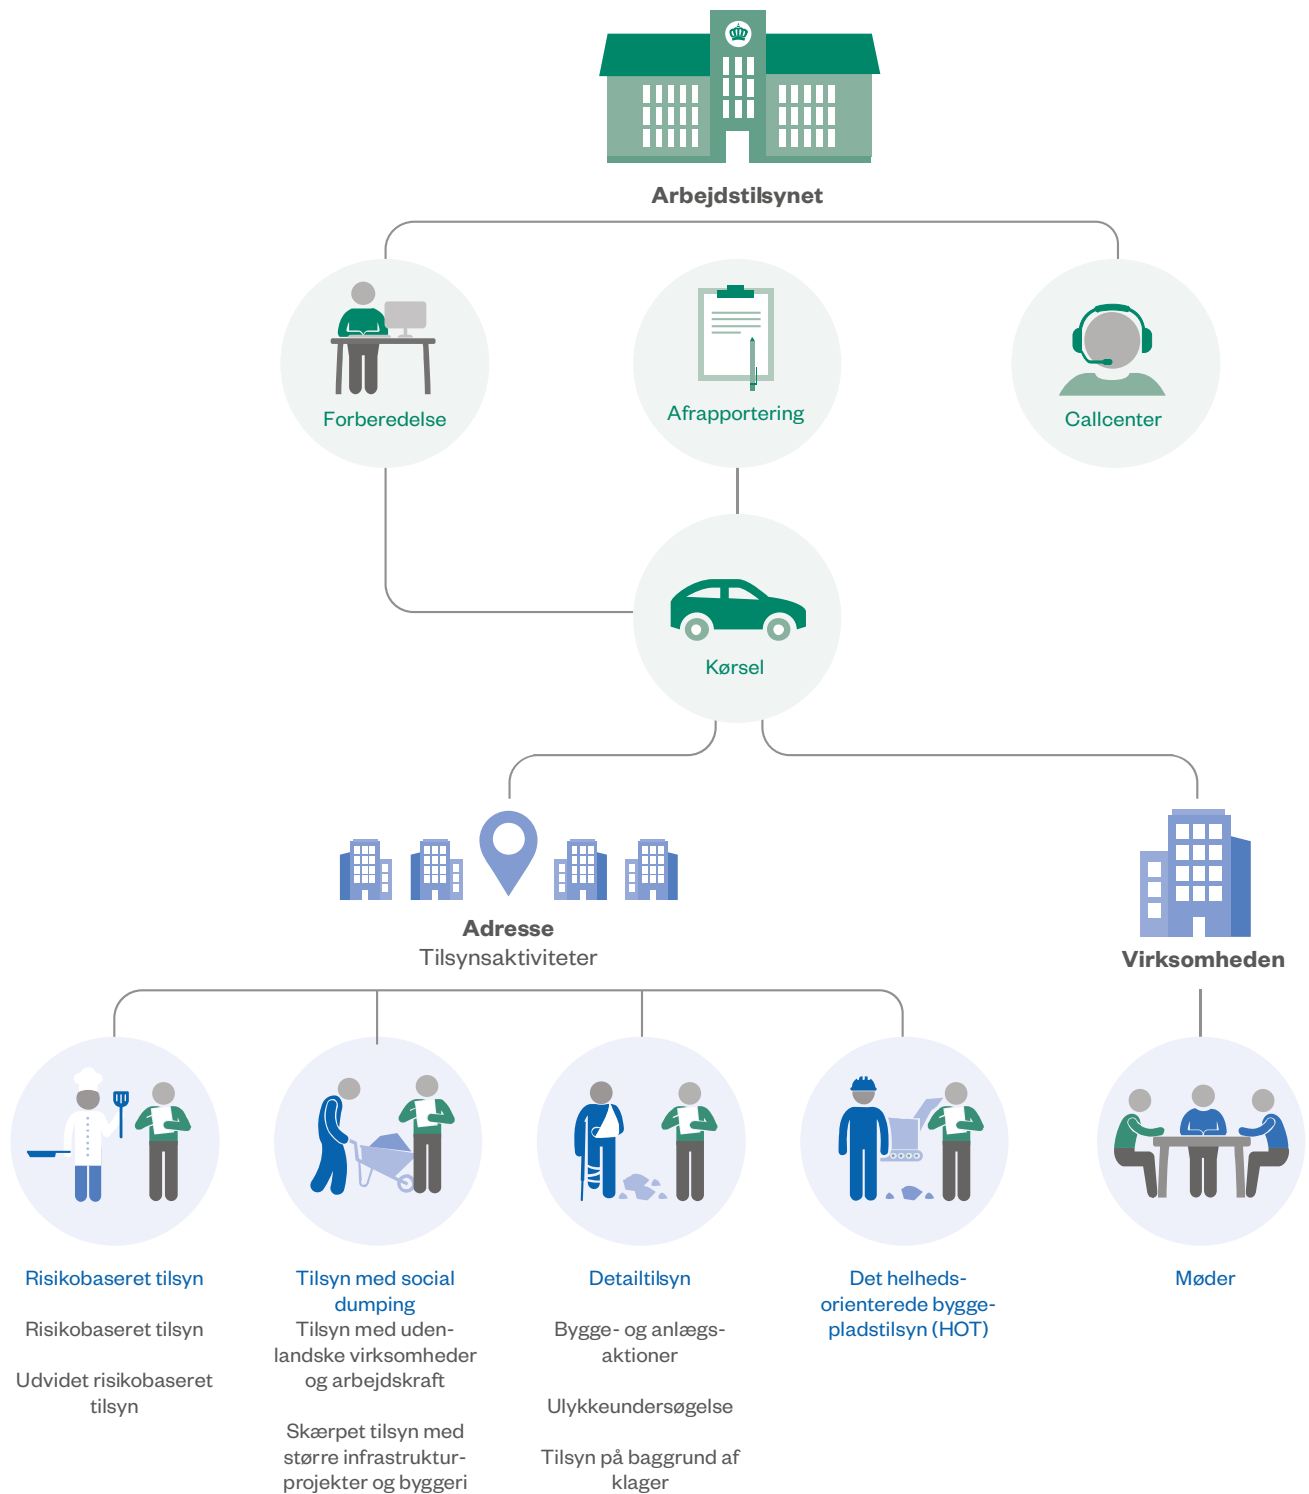 Arbejdstilsynet
Forberedelse
Afrapportering
Callcenter
Kørsel
Adresse
Tilsynsaktiviteter
Virksomheden
Risikobaseret tilsyn
Risikobaseret tilsyn
Udvidet risikobaseret
tilsyn
Tilsyn med social
dumping
Tilsyn med uden-
landske virksomheder
og arbejdskraft
Skærpet tilsyn med
større infrastruktur-
projekter og byggeri
Detailtilsyn
Bygge- og anlægs-
aktioner
Ulykkeundersøgelse
Tilsyn på baggrund af
klager
Det helheds-
orienterede bygge-
pladstilsyn (HOT)
Møder